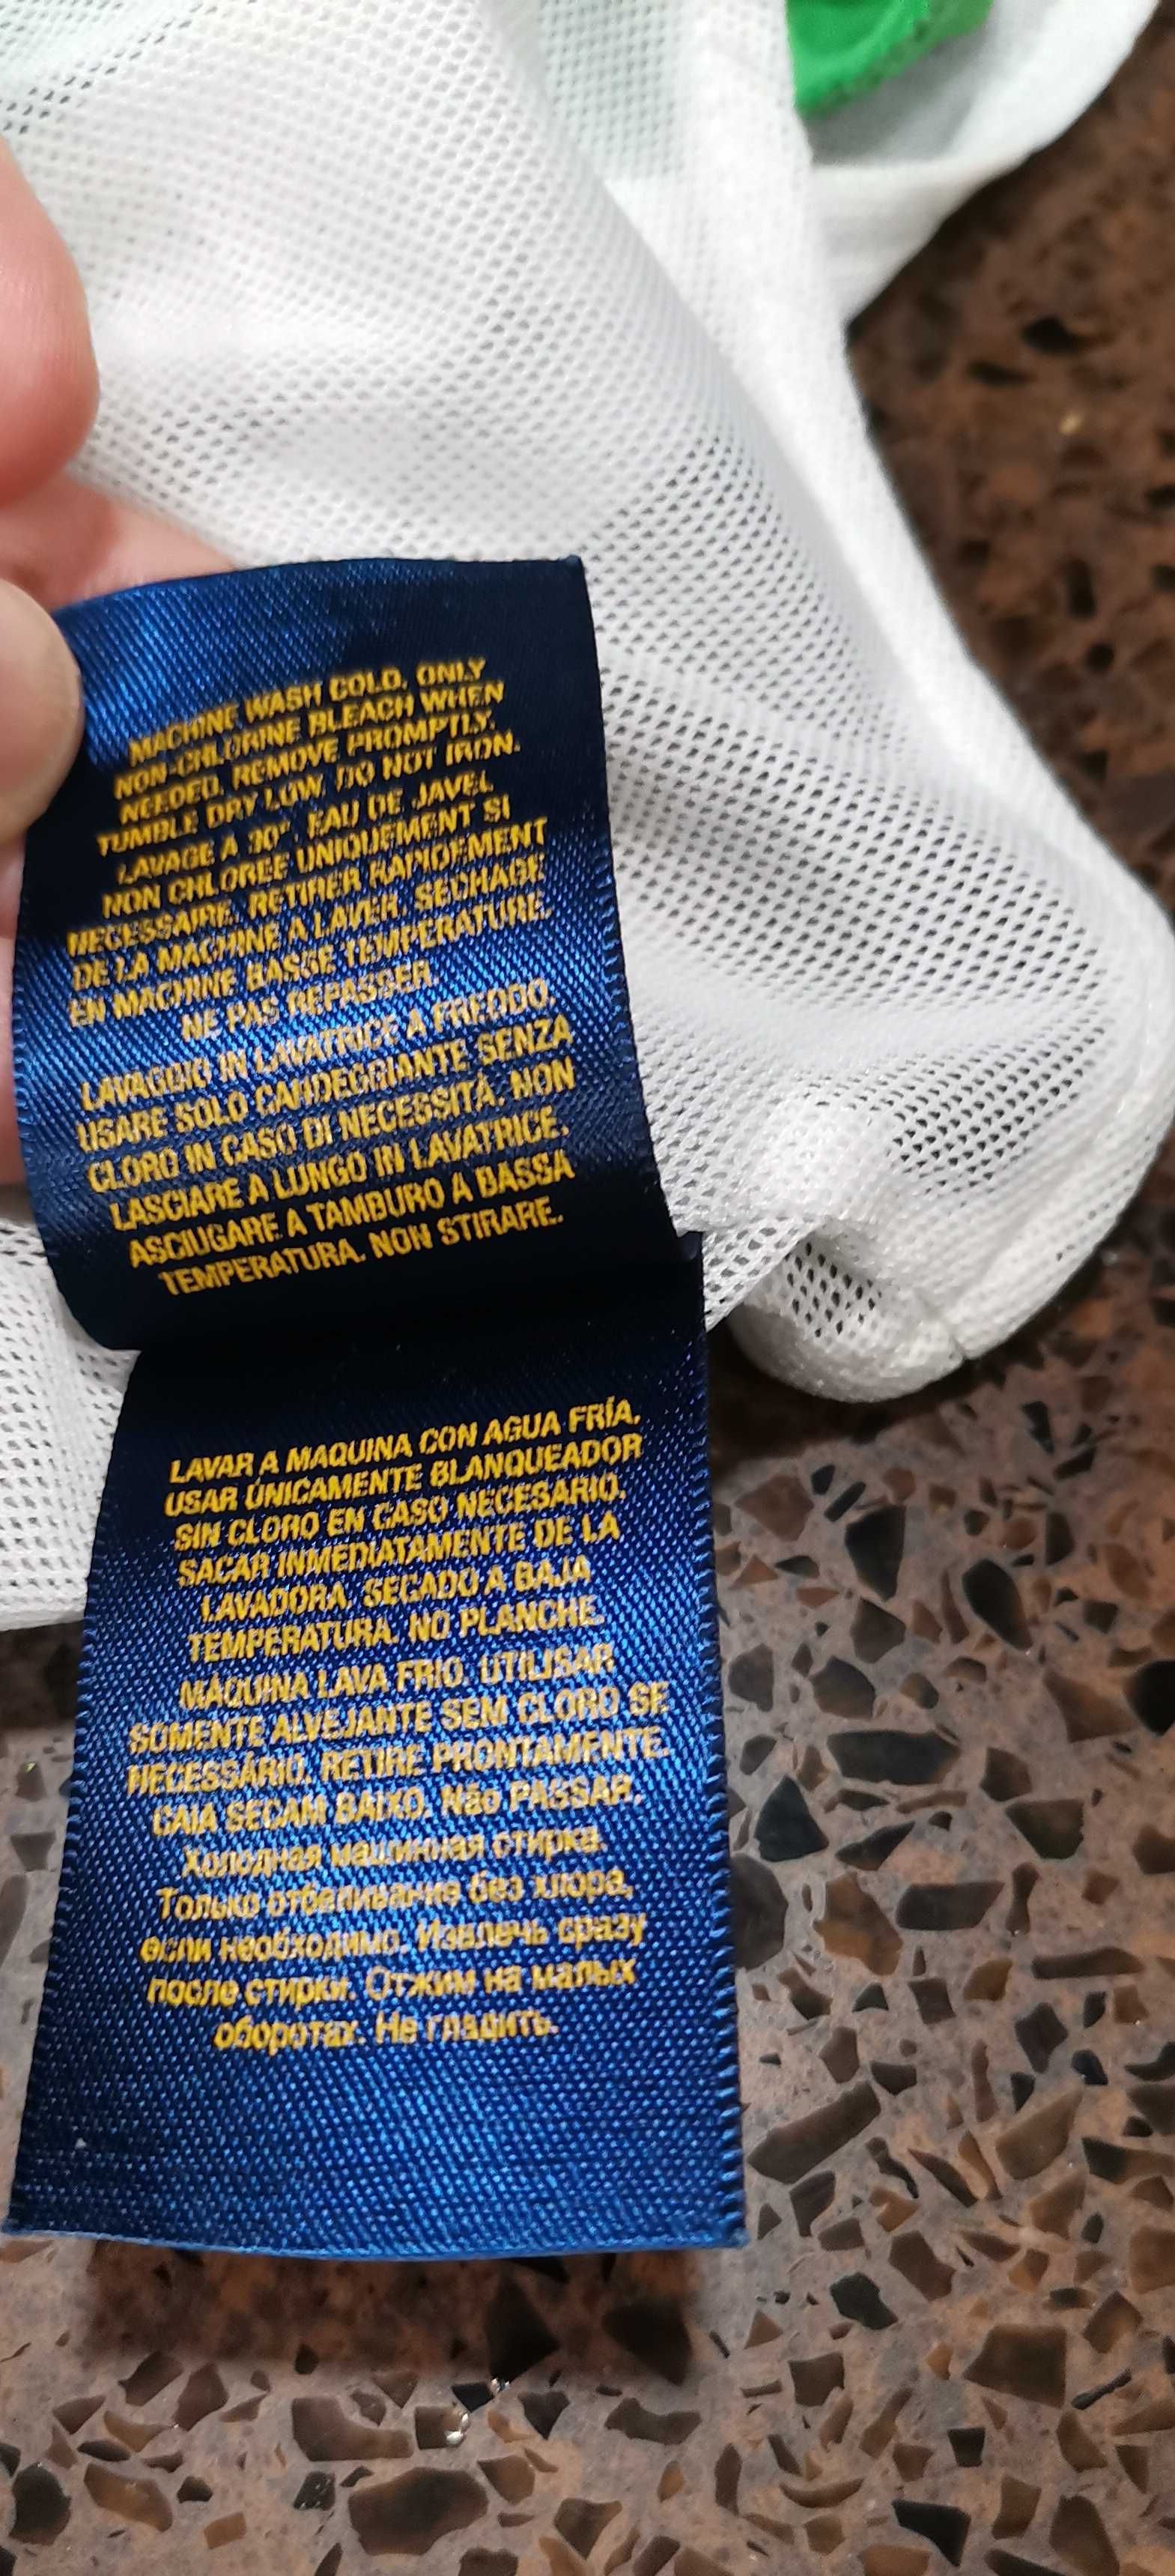 MACHINE WASH COLD. ONLY
NON-CHLORINE BLEACH WHEN
NEEDED. REMOVE PROMPTLY.
TUMBLE DRY LOW. DO NOT IRON.
LAVAGE A 30°. EAU DE JAVEL
NON CHLOREE UNIQUEMENT SI
NECESSAIRE. RETIRER RAPIDEMENT
DE LA MACHINE A LAVER. SECHAGE
EN MACHINE BASSE TEMPERATURE.
NE PAS REPASSER.
LAVAGGIO IN LAVATRICE A FREDDO.
USARE SOLO CANDEGGIANTE SENZA
CLORO IN CASO DI NECESSITÀ. NON
LASCIARE A LUNGO IN LAVATRICE.
ASCIUGARE A TAMBURO A BASSA
TEMPERATURA. NON STIRARE.
LAVAR A MAQUINA CON AGUA FRÍA.
USAR ÚNICAMENTE BLANQUEADOR
SIN CLORO EN CASO NECESARIO.
SACAR INMEDIATAMENTE DE LA
LAVADORA. SECADO A BAJA
TEMPERATURA. NO PLANCHE.
MÁQUINA LAVA FRIO. UTILISAR
SOMENTE ALVEJANTE SEM CLORO SE
NECESSÁRIO. RETIRE PRONTAMENTE.
CAIA SECAM BAIXO. Não PASSAR.
Холодная машинная стирка.
Только отбеливание без хлора,
если необходимо. Извлечь сразу
после стирки. Отжим на малых
оборотах. Не гладить.